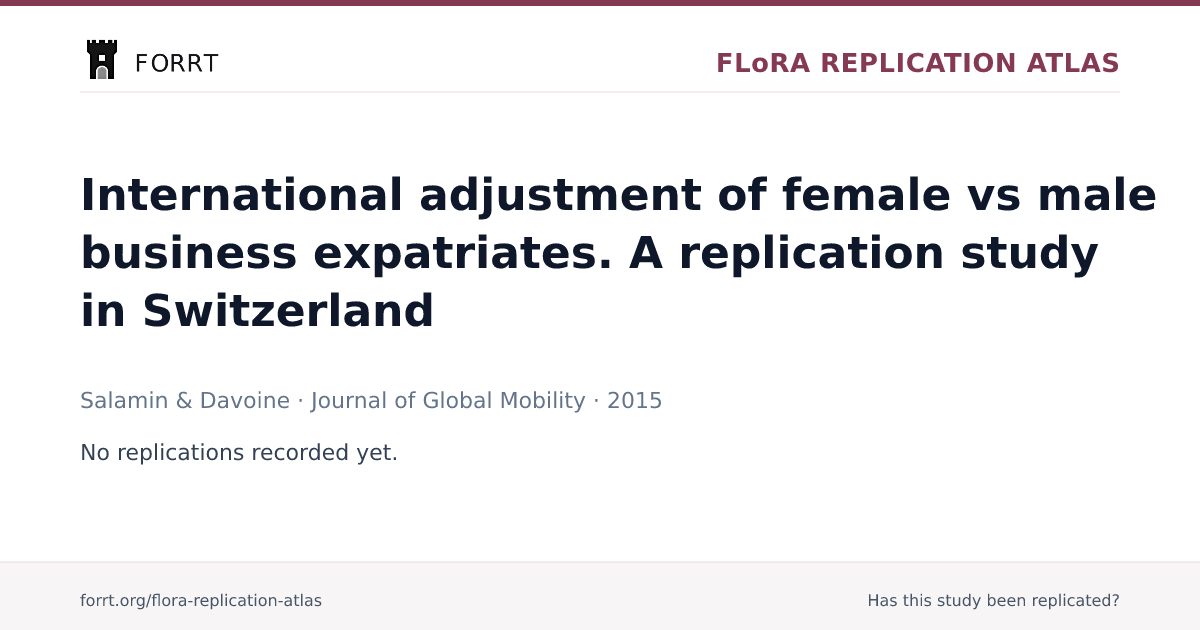 FORRT
FLoRA REPLICATION ATLAS
International adjustment of female vs male
business expatriates. A replication study
in Switzerland
Salamin & Davoine · Journal of Global Mobility · 2015
No replications recorded yet.
forrt.org/flora-replication-atlas
Has this study been replicated?